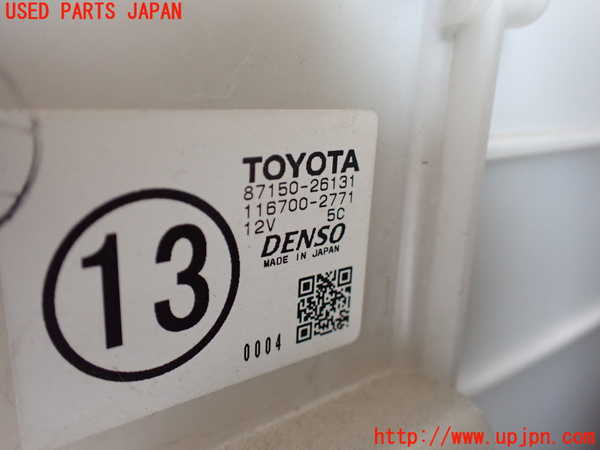 USED PARTS JAPAN
TOYOTA
87150-26131
116700-2771
12V 5C
DENSO
MADE IN JAPAN
13
0004
http://www.upjpn.com/